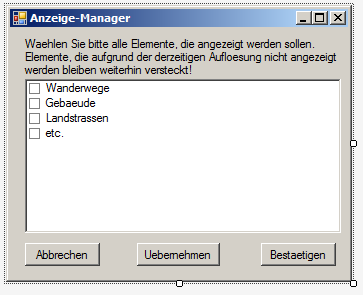 Anzeige-Manager
Waehlen Sie bitte alle Elemente, die angezeigt werden sollen.
Elemente, die aufgrund der derzeitigen Aufloesung nicht angezeigt
werden bleiben weiterhin versteckt!
Wanderwege
Gebaeude
Landstrassen
etc.
Abbrechen
Uebernehmen
Bestaetigen